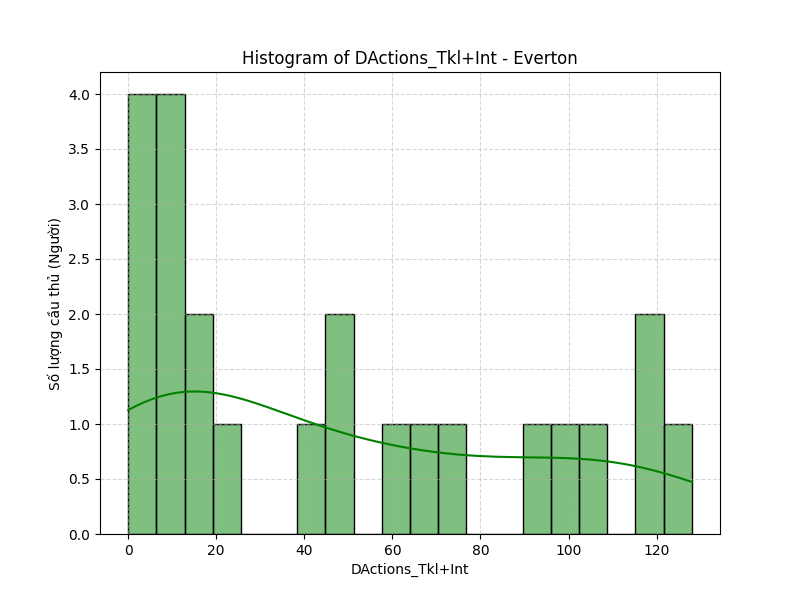 Histogram of DActions_Tkl+Int - Everton
Số lượng cầu thủ (Người)
4.0
3.5
3.0
2.5
2.0
1.5
1.0
0.5
0.0
0 20 40 60 80 100 120
DActions_Tkl+Int